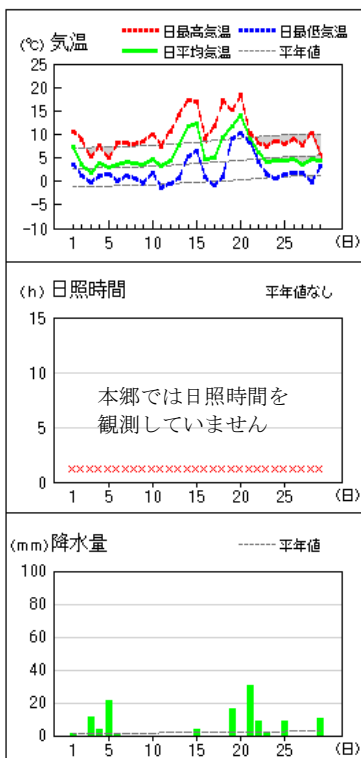 日最高気温 日最低気温
(℃) 気温 日平均気温 平年値
25
20
15
10
5
0
-5
-10
1 5 10 15 20 25 (日)
(h) 日照時間 平年値なし
15
10
5
0
本郷では日照時間を
観測していません
1 5 10 15 20 25 (日)
(mm) 降水量 平年値
100
80
60
40
20
0
1 5 10 15 20 25 (日)